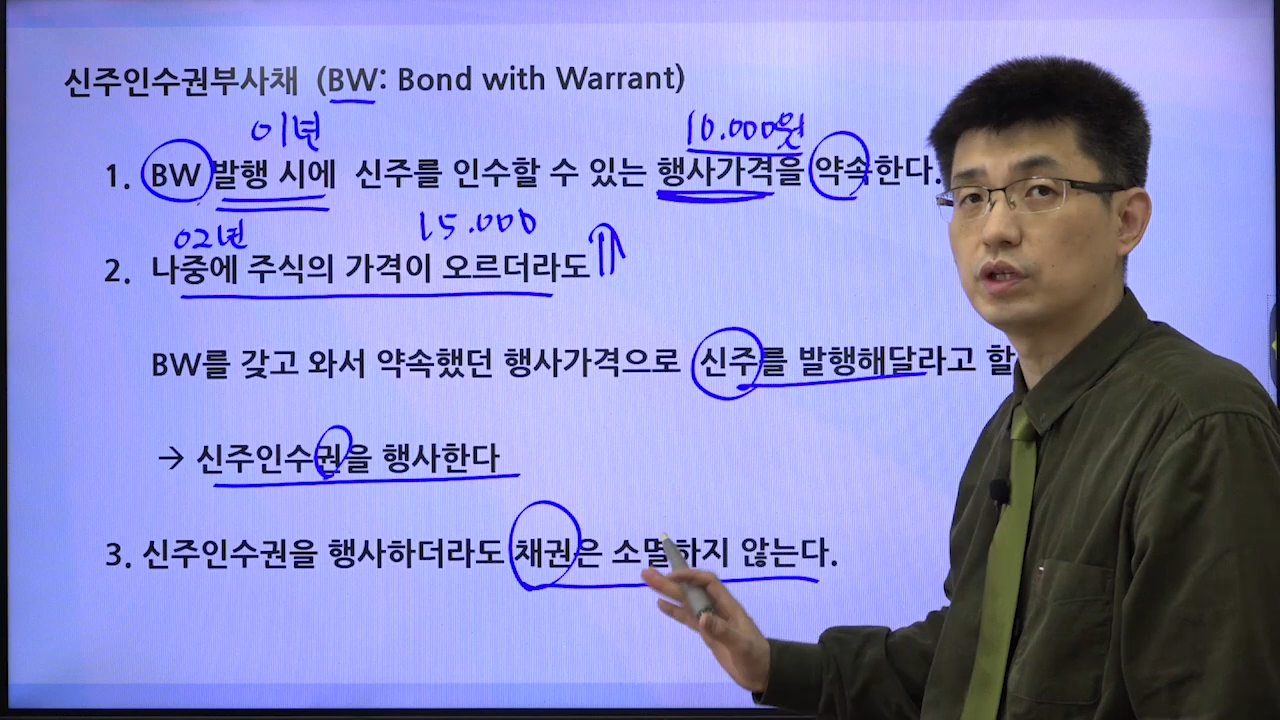 신주인수권부사채 (BW: Bond with Warrant)
01년 10.000원
1. BW 발행 시에 신주를 인수할 수 있는 행사가격을 약속한다.
02년 15.000
2. 나중에 주식의 가격이 오르더라도
BW를 갖고 와서 약속했던 행사가격으로 신주를 발행해달라고 할
→ 신주인수권을 행사한다
3. 신주인수권을 행사하더라도 채권은 소멸하지 않는다.